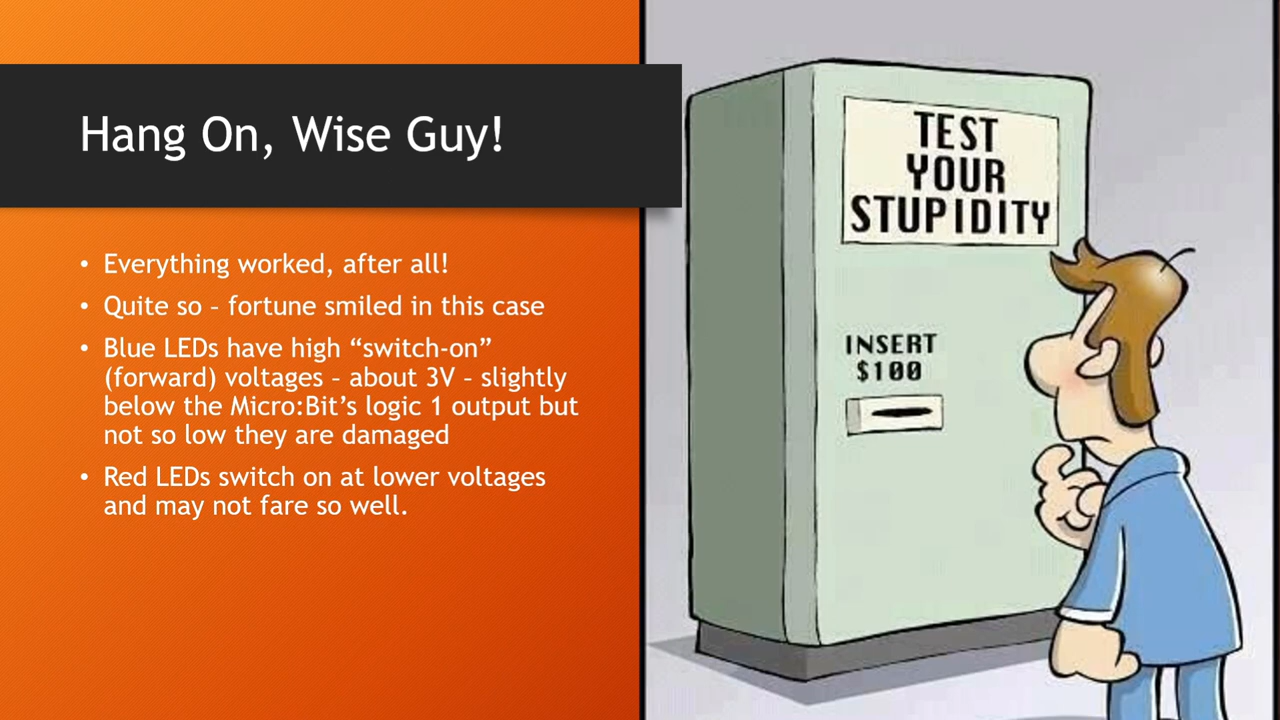 Hang On, Wise Guy!
• Everything worked, after all!
• Quite so – fortune smiled in this case
• Blue LEDs have high “switch-on”
(forward) voltages – about 3V – slightly
below the Micro:Bit’s logic 1 output but
not so low they are damaged
• Red LEDs switch on at lower voltages
and may not fare so well.
TEST
YOUR
STUPIDITY
INSERT
$100